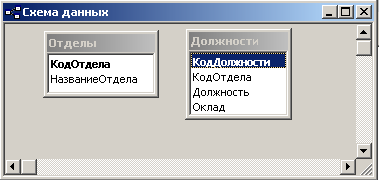 Схема данных
Отделы
КодОтдела
НазваниеОтдела
Должности
КодДолжности
КодОтдела
Должность
Оклад